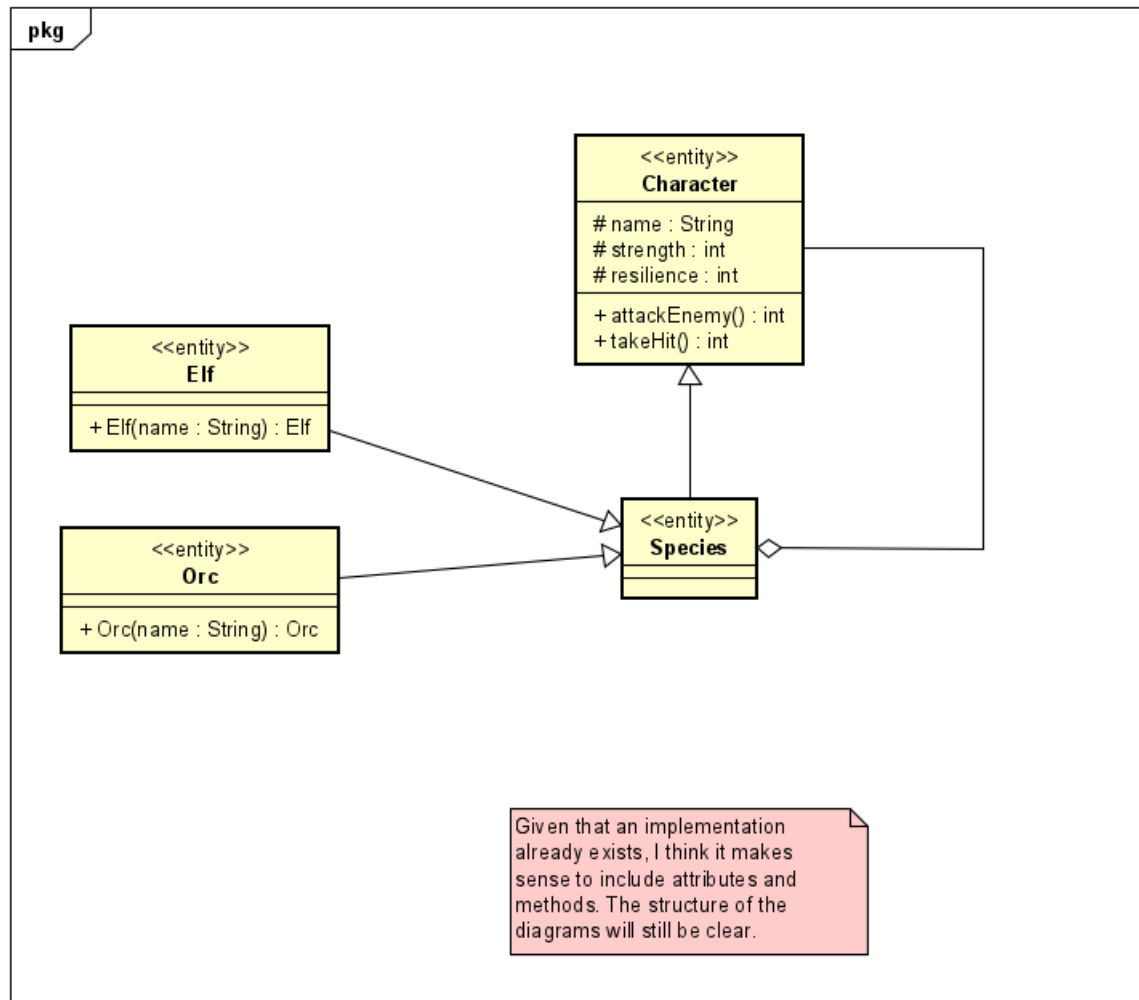 pkg
<<entity>>
Character
# name : String
# strength : int
# resilience : int
+ attackEnemy() : int
+ takeHit() : int
<<entity>>
Elf
+ Elf(name : String) : Elf
<<entity>>
Orc
+ Orc(name : String) : Orc
<<entity>>
Species
Given that an implementation
already exists, I think it makes
sense to include attributes and
methods. The structure of the
diagrams will still be clear.